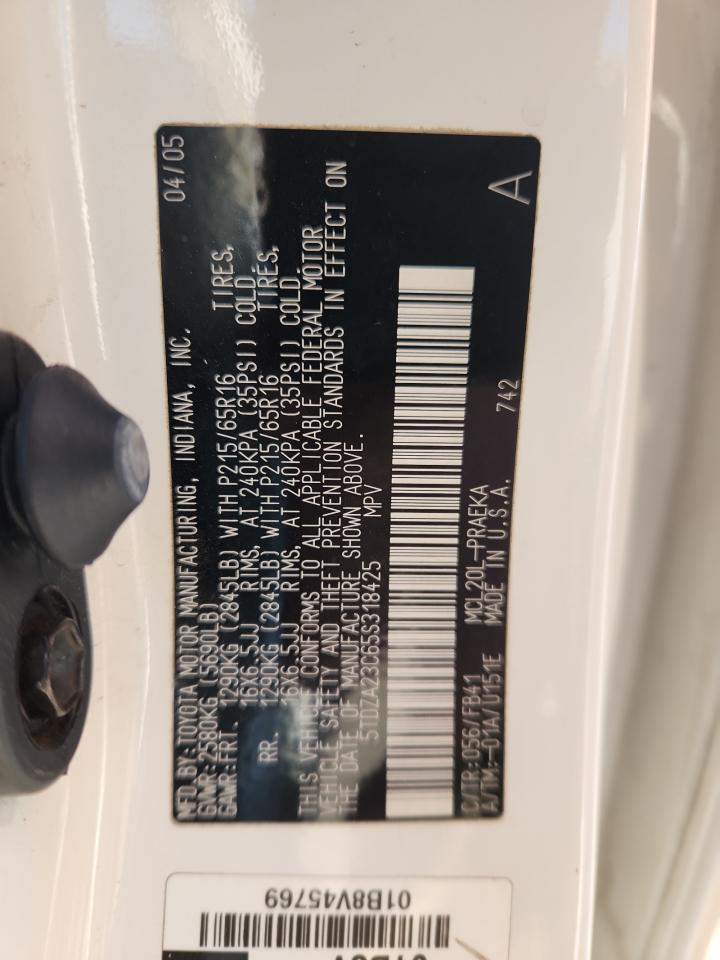 04/05
MFD. BY: TOYOTA MOTOR MANUFACTURING, INDIANA, INC.
GVWR: 2580KG (5690LB)
GAWR: FRT. 1290KG (2845LB) WITH P215/65R16 TIRES,
16X6.5JJ RIMS, AT 240KPA (35PSI) COLD
RR. 1290KG (2845LB) WITH P215/65R16 TIRES,
16X6.5JJ RIMS, AT 240KPA (35PSI) COLD.
THIS VEHICLE CONFORMS TO ALL APPLICABLE FEDERAL MOTOR
VEHICLE SAFETY AND THEFT PREVENTION STANDARDS IN EFFECT ON
THE DATE OF MANUFACTURE SHOWN ABOVE.
5TDZA23C65S318425 MPV
C/TR: 056/FB41 MCL20L-PRAEKA 742
A/TM: -01A/U151E MADE IN U.S.A.
A
01B8V45769